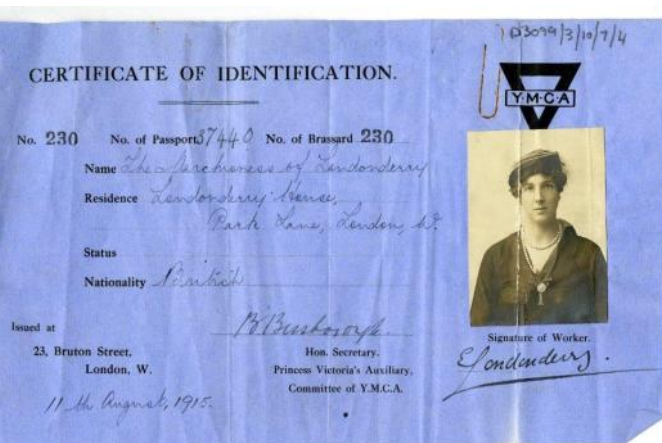 D3099/3/10/7/4
CERTIFICATE OF IDENTIFICATION.
Y·M·C·A
No. 230 No. of Passport 37440 No. of Brassard 230
Name The Marchioness of Londonderry
Residence Londonderry House,
Park Lane, London, W.
Status
Nationality British
Issued at
23, Bruton Street,
London, W.
11th August, 1915.
Hon. Secretary.
Princess Victoria's Auxiliary.
Committee of Y.M.C.A.
Signature of Worker.
E Londonderry.